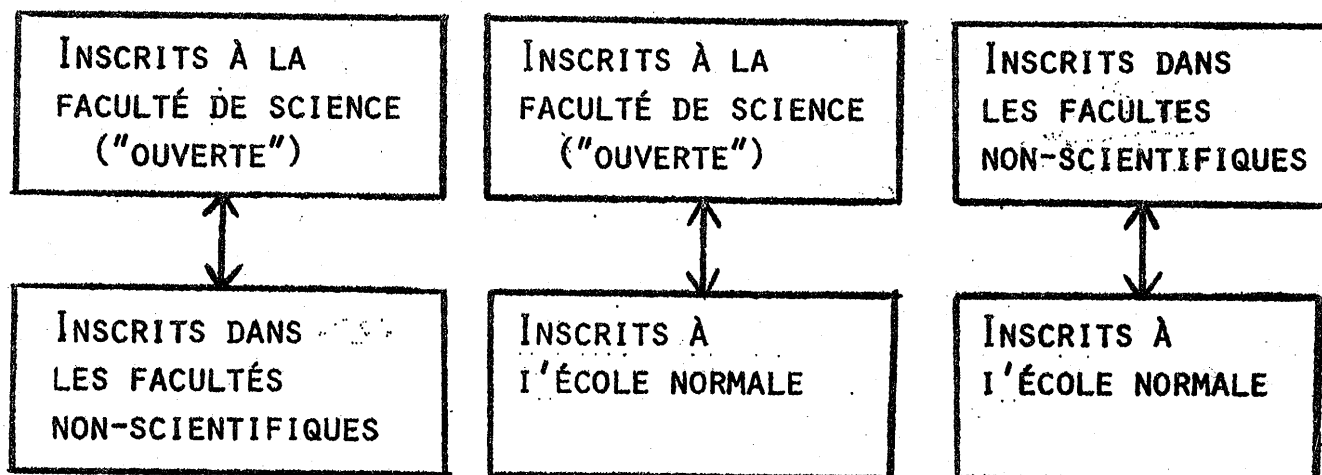 INSCRITS À LA
FACULTÉ DE SCIENCE
("OUVERTE")
INSCRITS DANS
LES FACULTÉS
NON-SCIENTIFIQUES
INSCRITS À LA
FACULTÉ DE SCIENCE
("OUVERTE")
INSCRITS À
I'ÉCOLE NORMALE
INSCRITS DANS
LES FACULTES
NON-SCIENTIFIQUES
INSCRITS À
I'ÉCOLE NORMALE